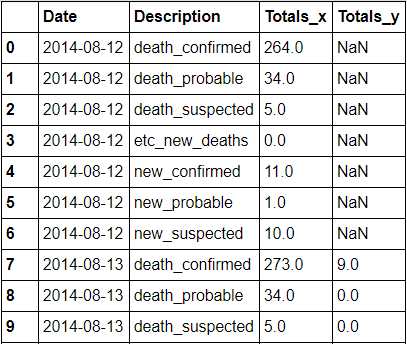 Date Description Totals_x Totals_y
0 2014-08-12 death_confirmed 264.0 NaN
1 2014-08-12 death_probable 34.0 NaN
2 2014-08-12 death_suspected 5.0 NaN
3 2014-08-12 etc_new_deaths 0.0 NaN
4 2014-08-12 new_confirmed 11.0 NaN
5 2014-08-12 new_probable 1.0 NaN
6 2014-08-12 new_suspected 10.0 NaN
7 2014-08-13 death_confirmed 273.0 9.0
8 2014-08-13 death_probable 34.0 0.0
9 2014-08-13 death_suspected 5.0 0.0